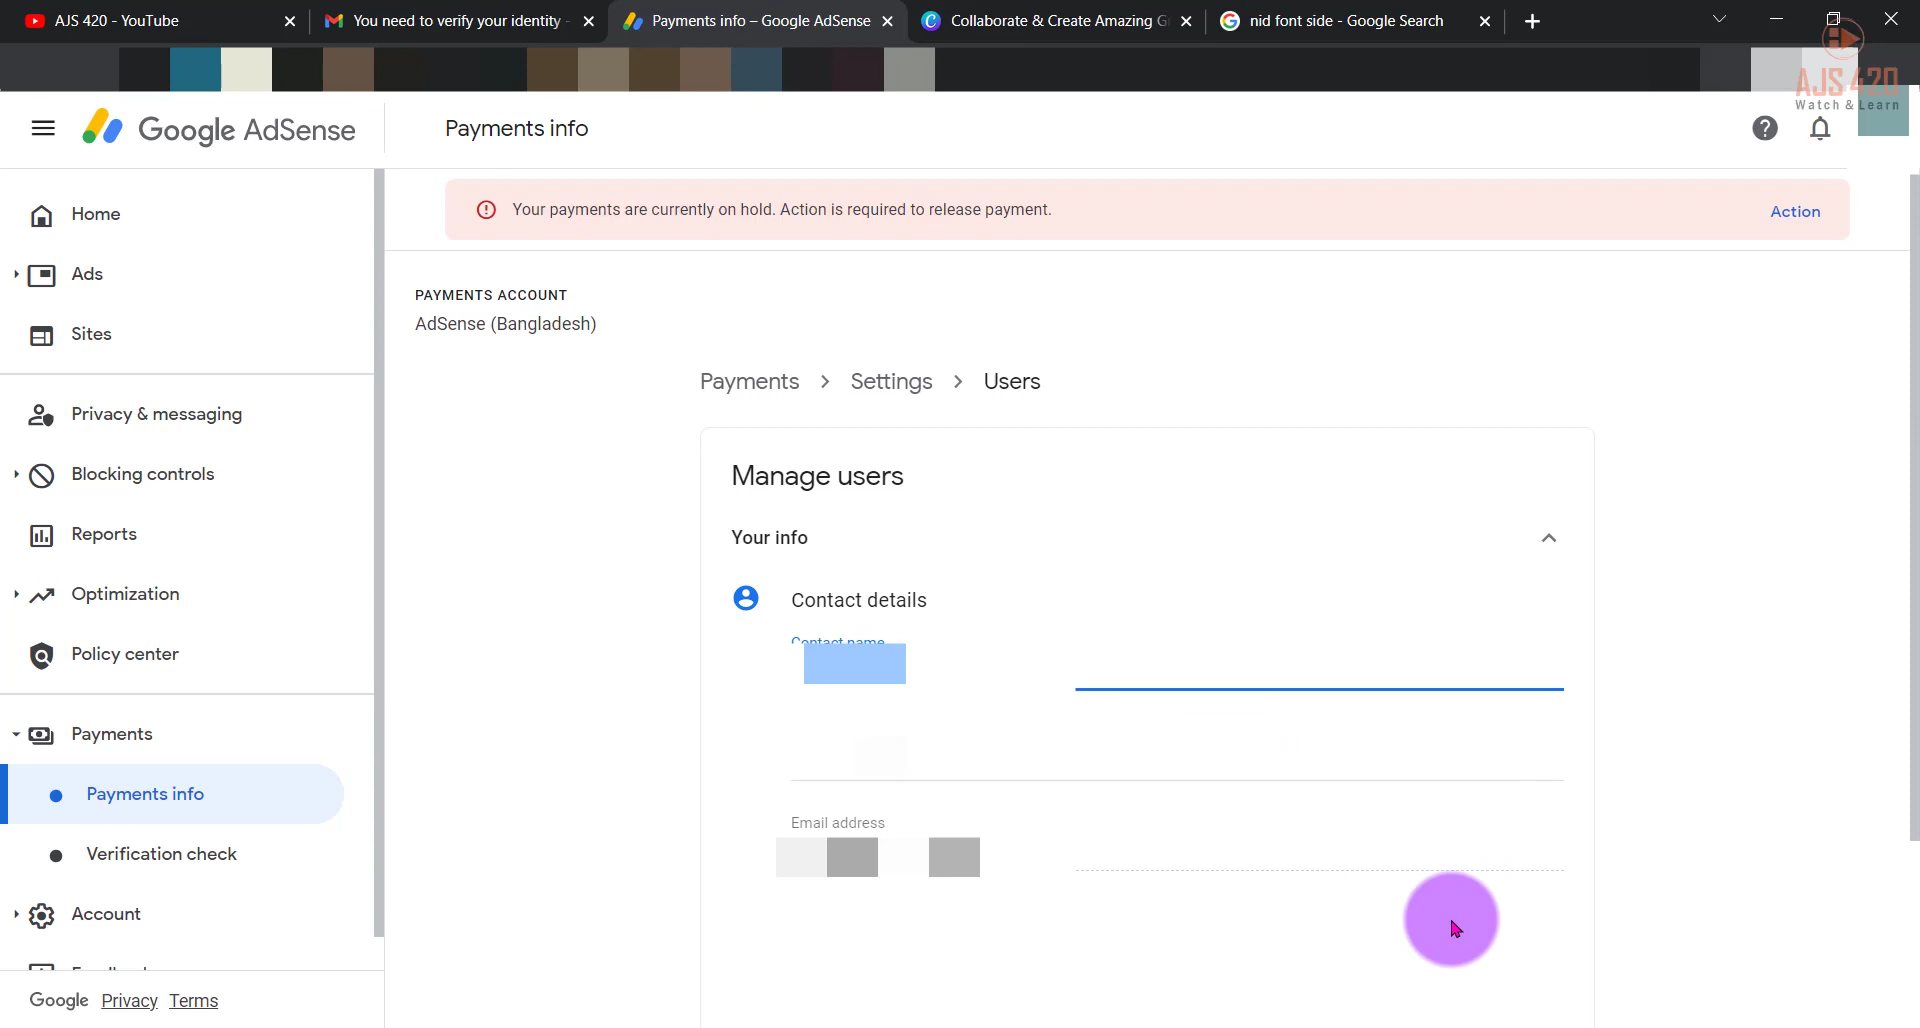 AJS 420 - YouTube
You need to verify your identity -
Payments info – Google AdSense
Collaborate & Create Amazing G
nid font side - Google Search
AJS 420
Watch & Learn
Google AdSense
Payments info
Home
Ads
Sites
Privacy & messaging
Blocking controls
Reports
Optimization
Policy center
Payments
Payments info
Verification check
Account
Google Privacy Terms
Your payments are currently on hold. Action is required to release payment.
Action
PAYMENTS ACCOUNT
AdSense (Bangladesh)
Payments > Settings > Users
Manage users
Your info
Contact details
Contact name
Email address